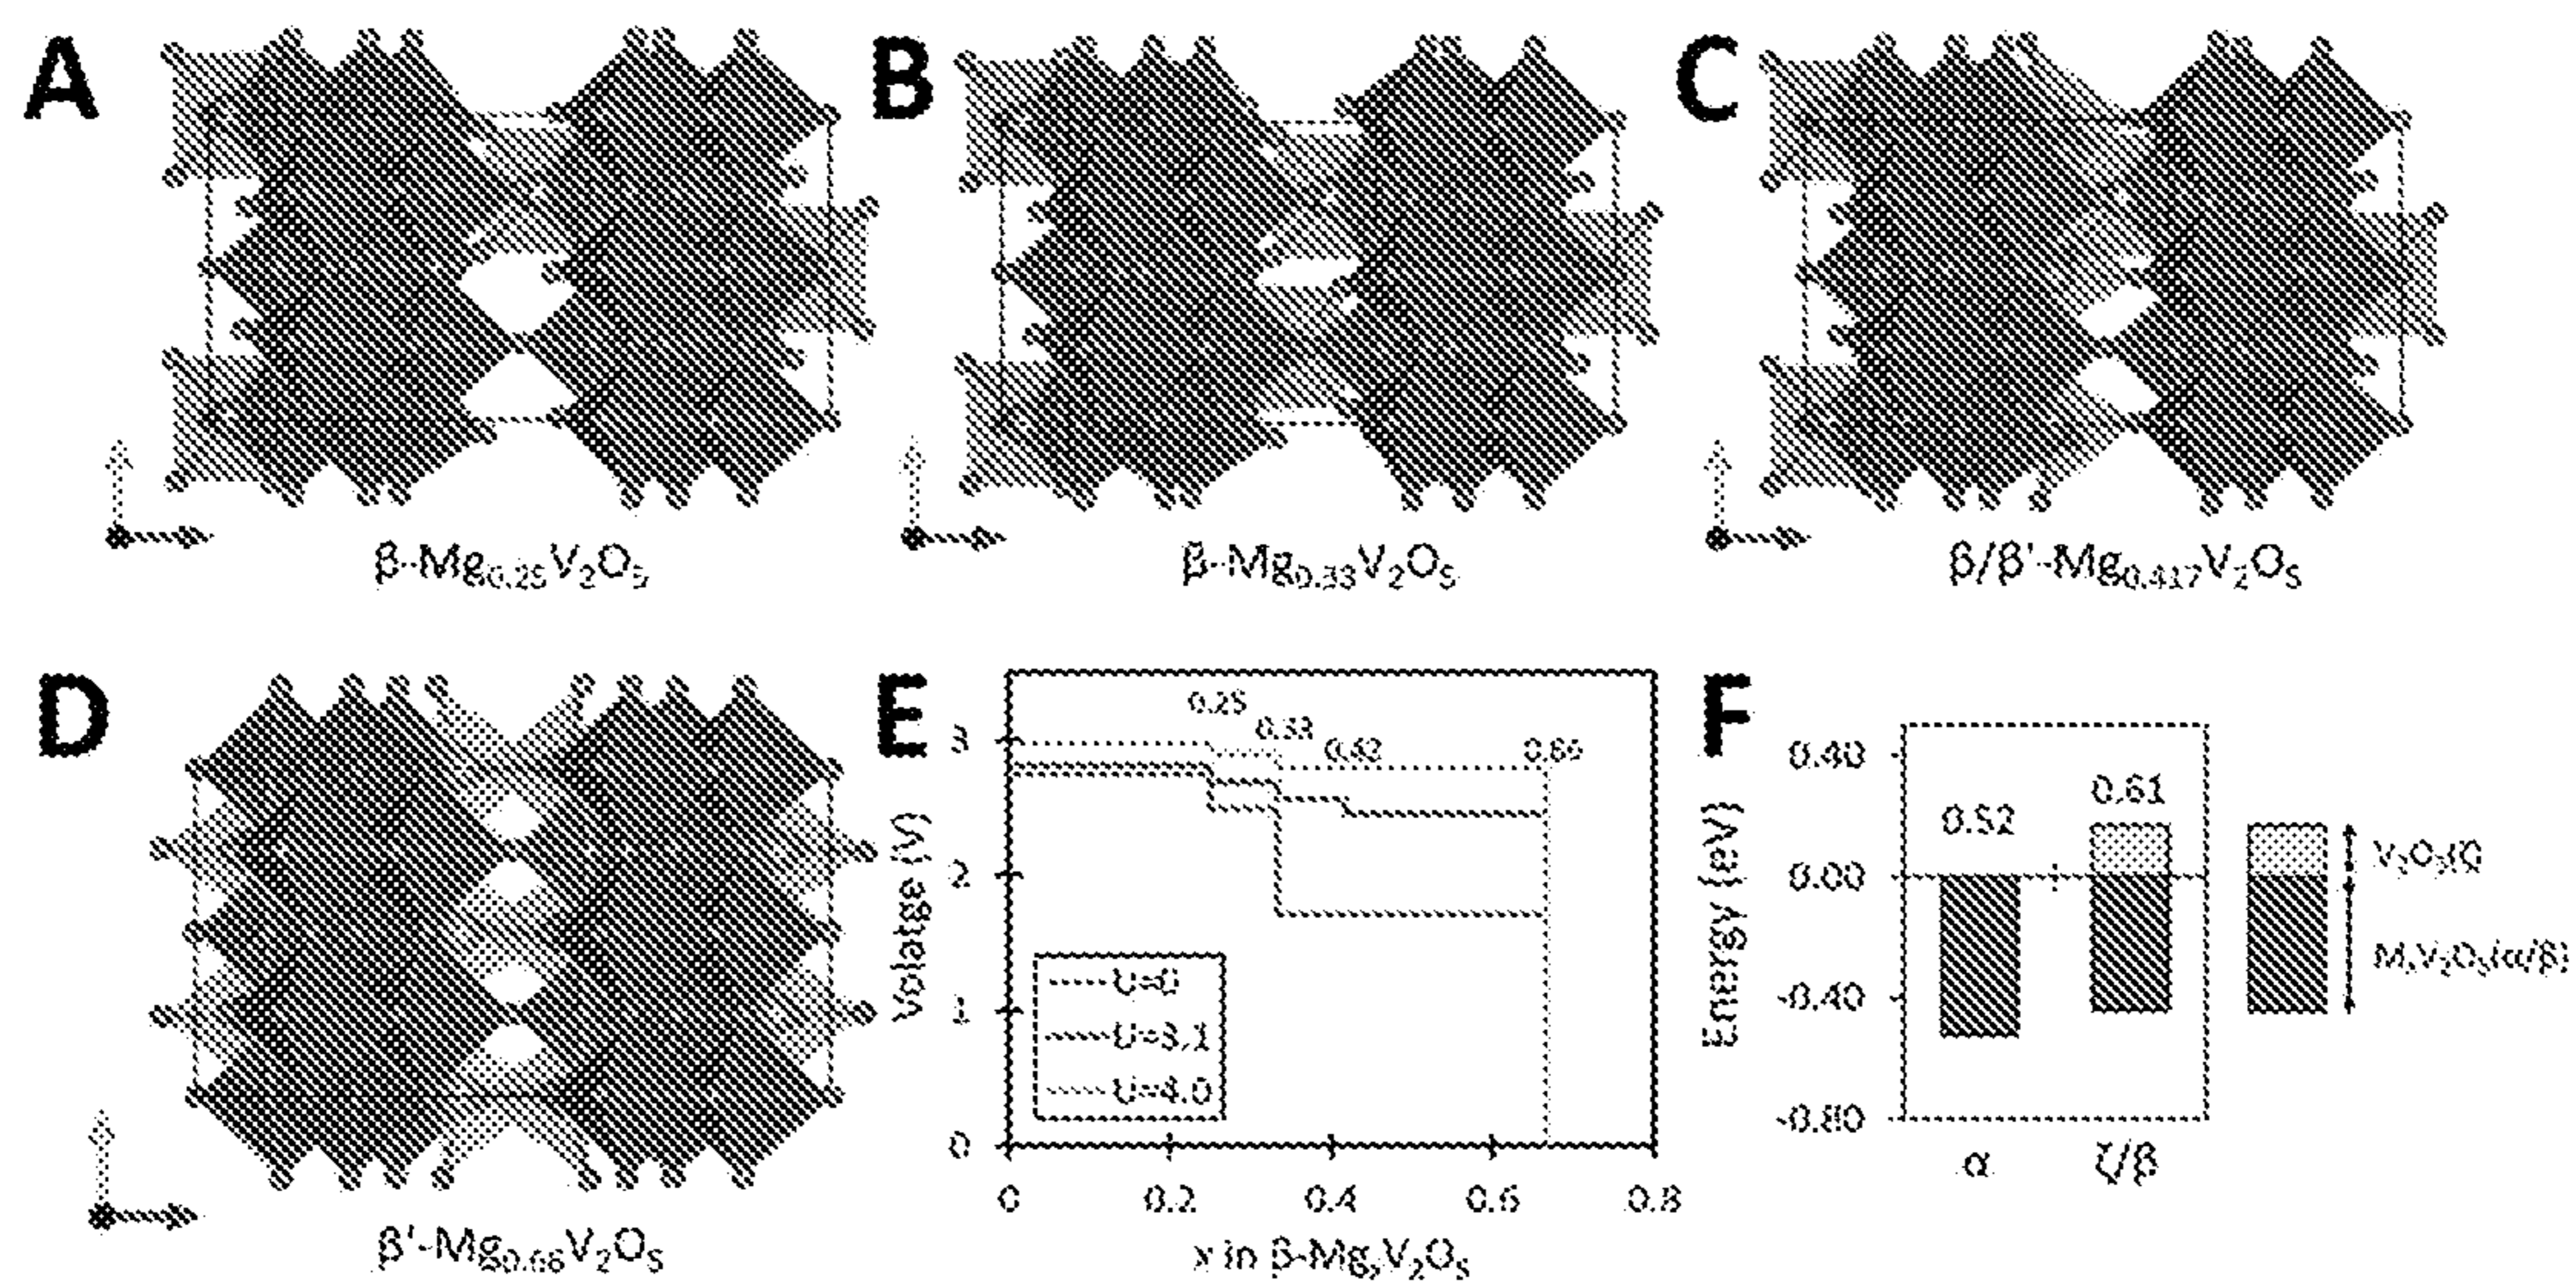 A
B
C
β-Mg0.25V2O5
β-Mg0.33V2O5
β/β'-Mg0.417V2O5
D
E
F
β'-Mg0.66V2O5
Volatge (V)
3
2
1
0
0.25
0.33
0.42
0.66
U=0
U=3.1
U=4.0
0 0.2 0.4 0.6 0.8
x in β-MgxV2O5
Energy (eV)
0.40
0.00
-0.40
-0.80
0.52
0.61
α ζ/β
V2O5(ζ)
MxV2O5(α/β)